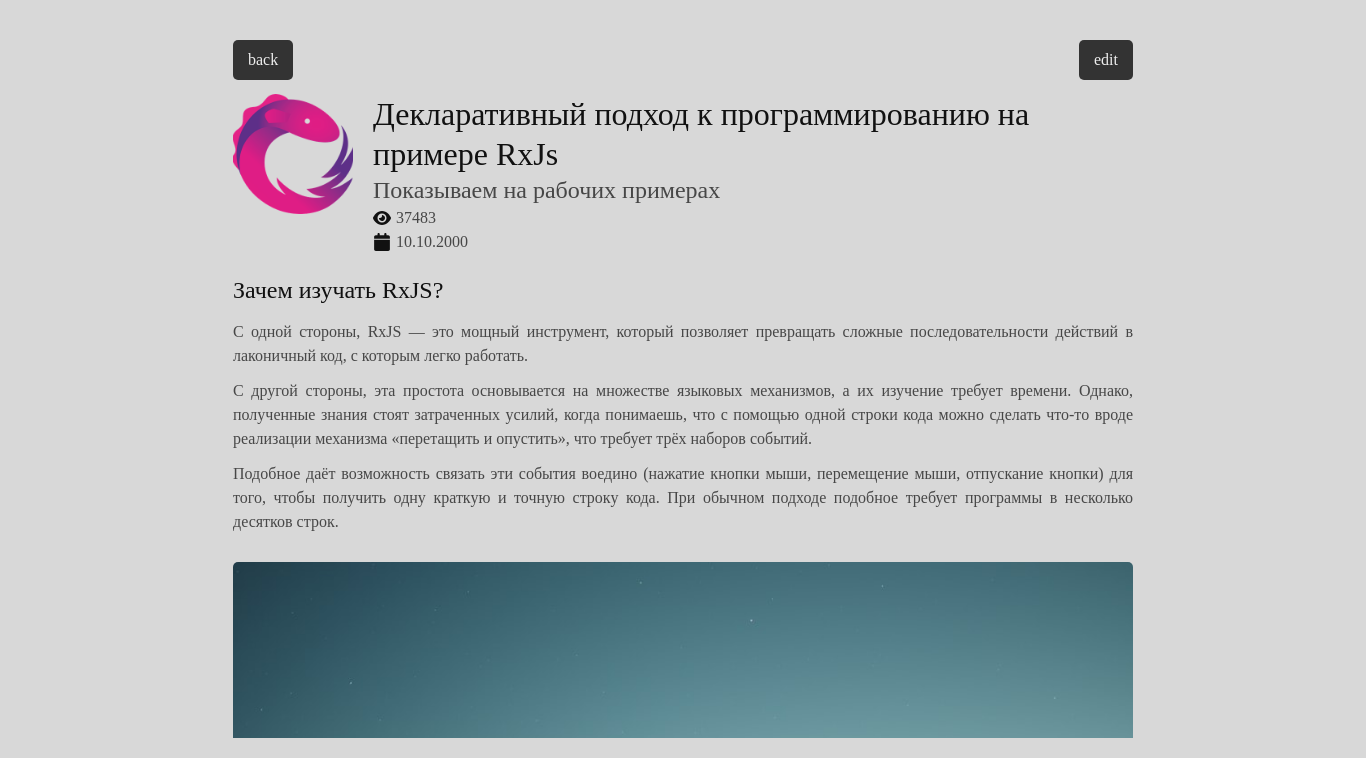 back
edit
Декларативный подход к программированию на
примере RxJs
Показываем на рабочих примерах
37483
10.10.2000
Зачем изучать RxJS?
С одной стороны, RxJS — это мощный инструмент, который позволяет превращать сложные последовательности действий в
лаконичный код, с которым легко работать.
С другой стороны, эта простота основывается на множестве языковых механизмов, а их изучение требует времени. Однако,
полученные знания стоят затраченных усилий, когда понимаешь, что с помощью одной строки кода можно сделать что-то вроде
реализации механизма «перетащить и опустить», что требует трёх наборов событий.
Подобное даёт возможность связать эти события воедино (нажатие кнопки мыши, перемещение мыши, отпускание кнопки) для
того, чтобы получить одну краткую и точную строку кода. При обычном подходе подобное требует программы в несколько
десятков строк.